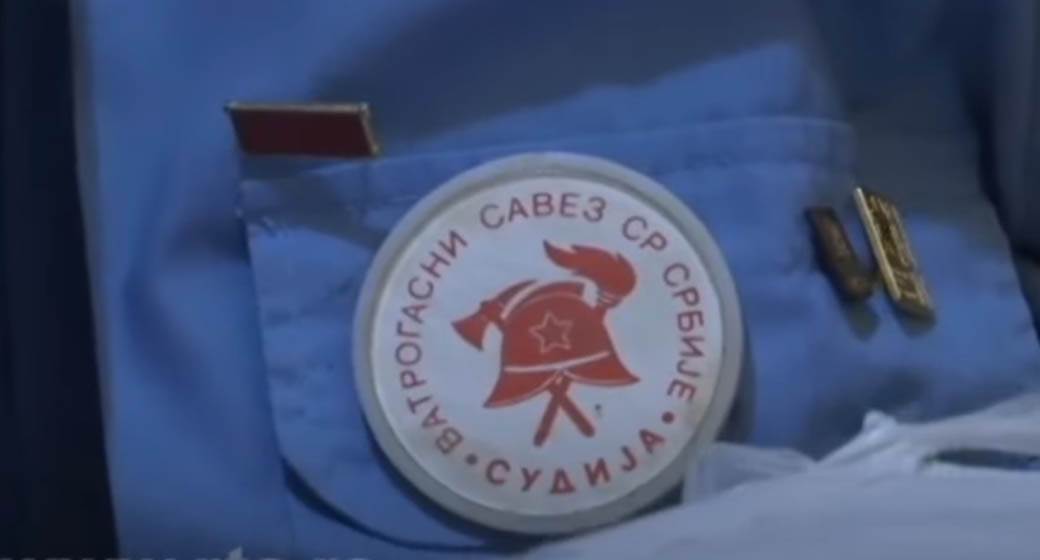 ВАТРОГАСНИ САВЕЗ СР СРБИЈЕ
• СУДИЈА •